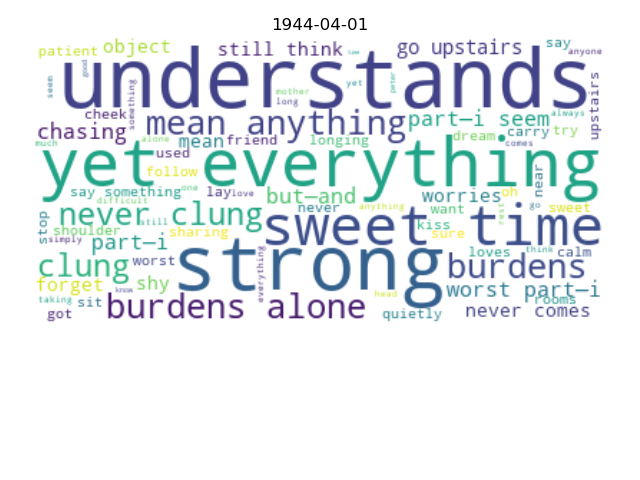 1944-04-01
patient object still think saw go upstairs say anyone
understands
seem good something mother long yet peter upstairs
cheek chasing mean anything part—i seem always
much alone used mean friend longing dream carry try comes
yet everything
follow say something one lay love but—and worries oh near
difficult never anything want rest go sweet
stop never clung still sweet time
shoulder simply part—i sharing kiss sure
clung worst everything strong loves think calm burdens
forget shy know head worst part—i
taking sit burdens alone rooms
got quietly never comes